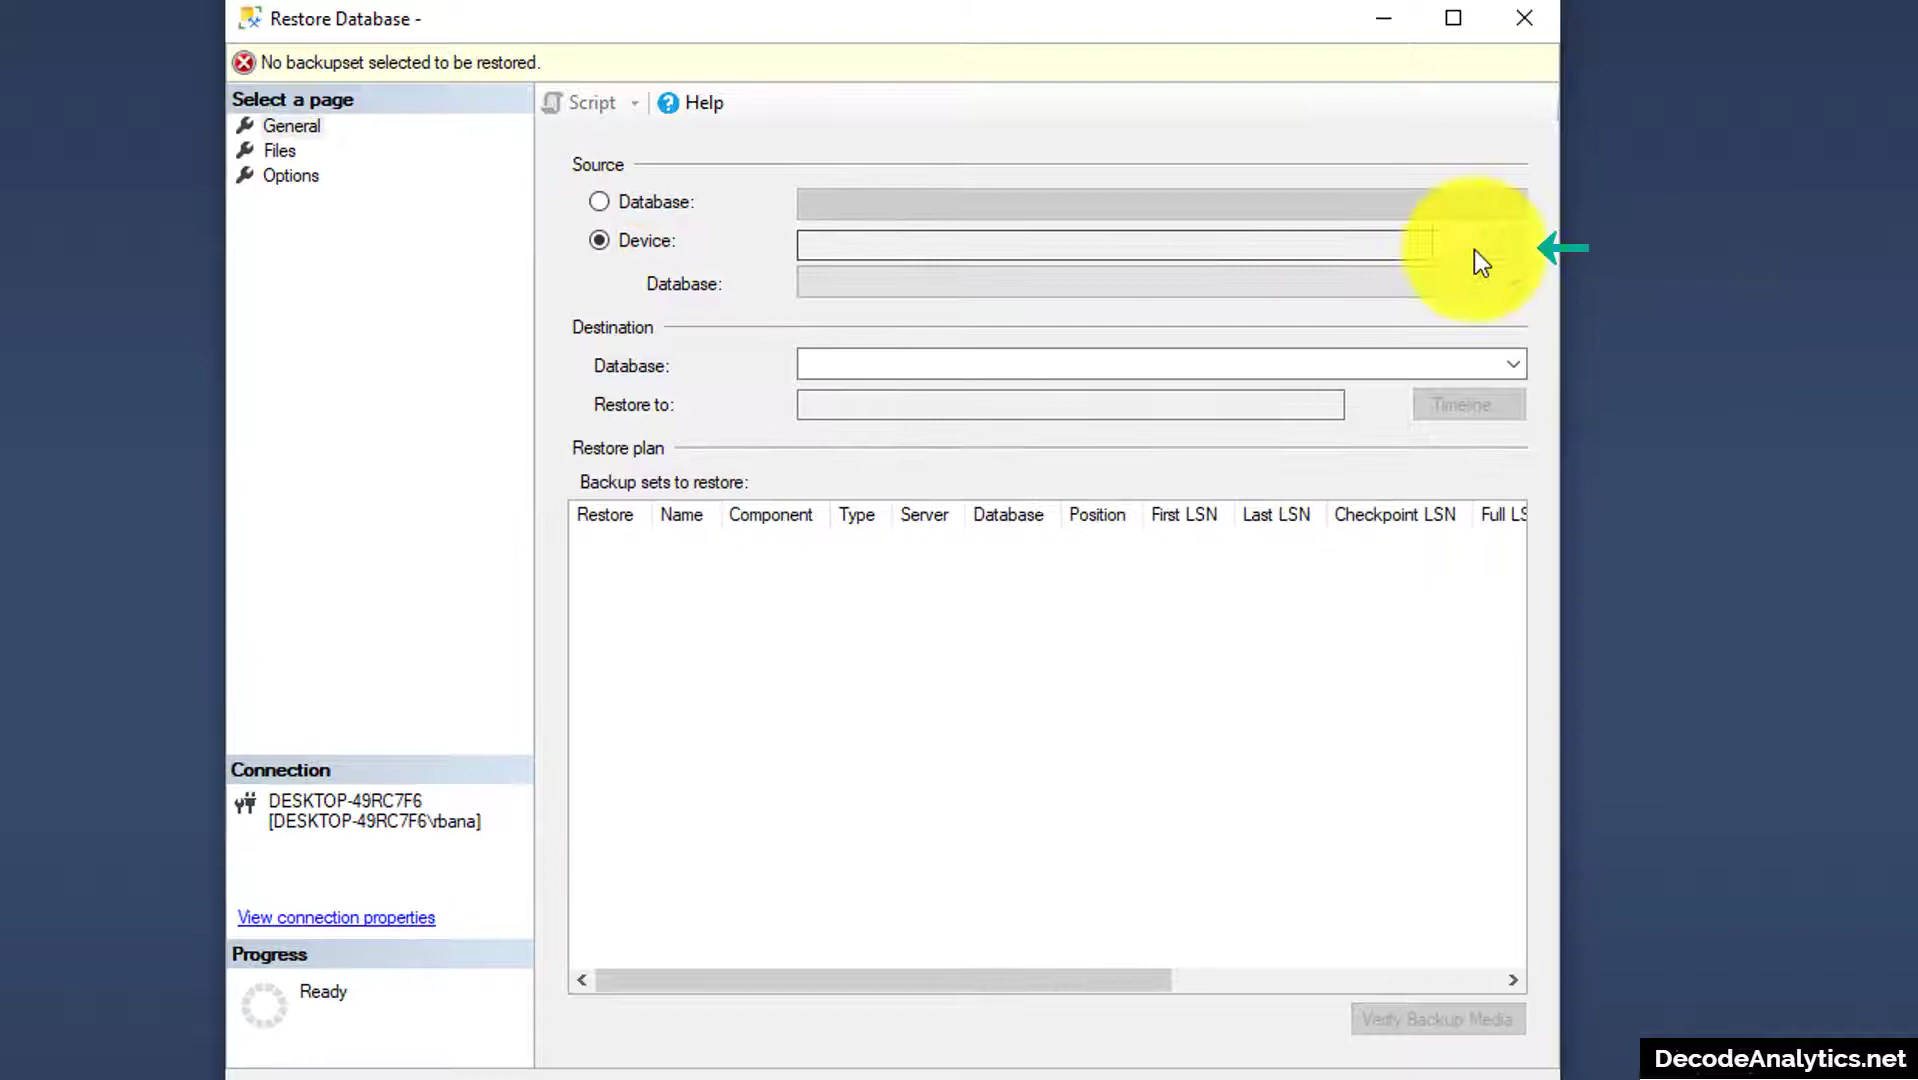 Restore Database -
No backupset selected to be restored.
Select a page
General
Files
Options
Script
Help
Source
Database:
Device:
Database:
Destination
Database:
Restore to:
Timeline...
Restore plan
Backup sets to restore:
Restore Name Component Type Server Database Position First LSN Last LSN Checkpoint LSN Full LS
Connection
DESKTOP-49RC7F6
[DESKTOP-49RC7F6\rbana]
View connection properties
Progress
Ready
Verify Backup Media
DecodeAnalytics.net